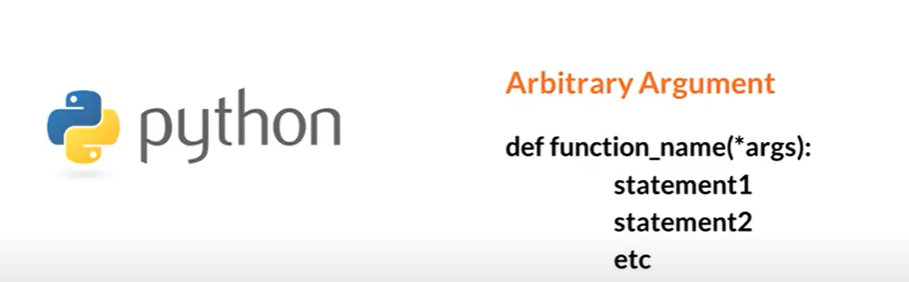 python
Arbitrary Argument
def function_name(*args):
statement1
statement2
etc